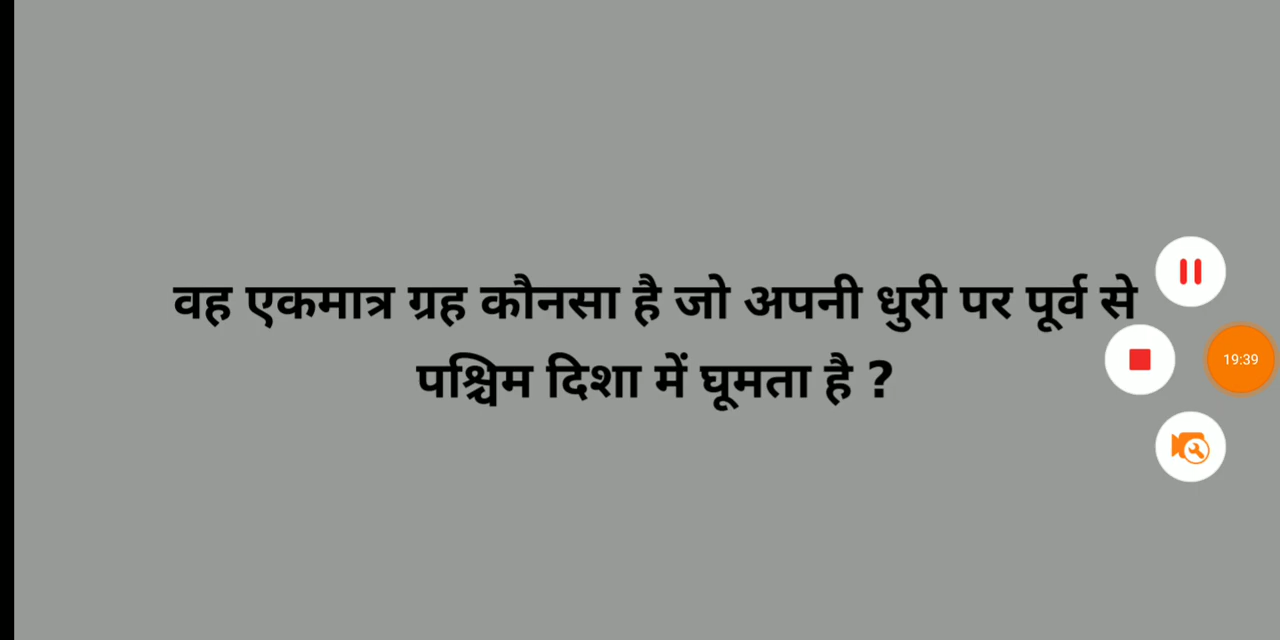 वह एकमात्र ग्रह कौनसा है जो अपनी धुरी पर पूर्व से
पश्चिम दिशा में घूमता है ?
19:39